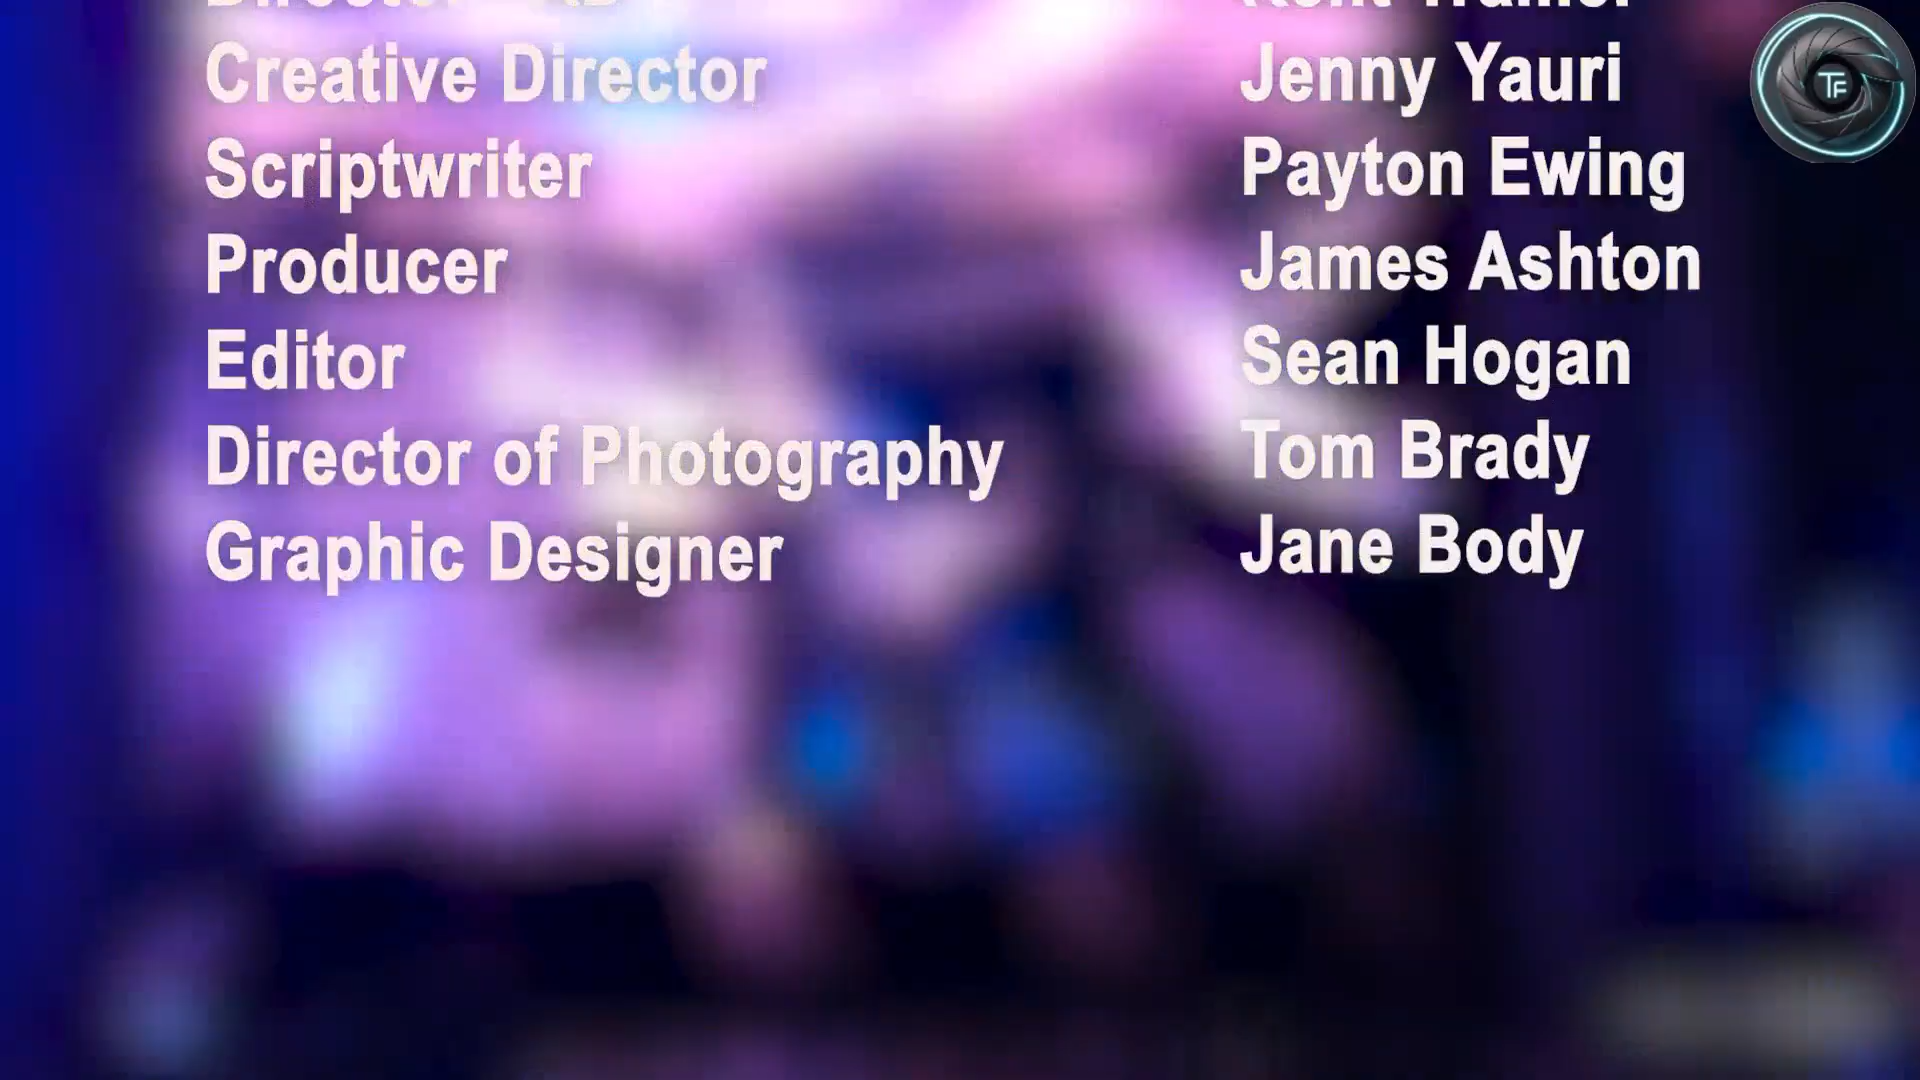 Creative Director Jenny Yauri
Scriptwriter Payton Ewing
Producer James Ashton
Editor Sean Hogan
Director of Photography Tom Brady
Graphic Designer Jane Body
TF